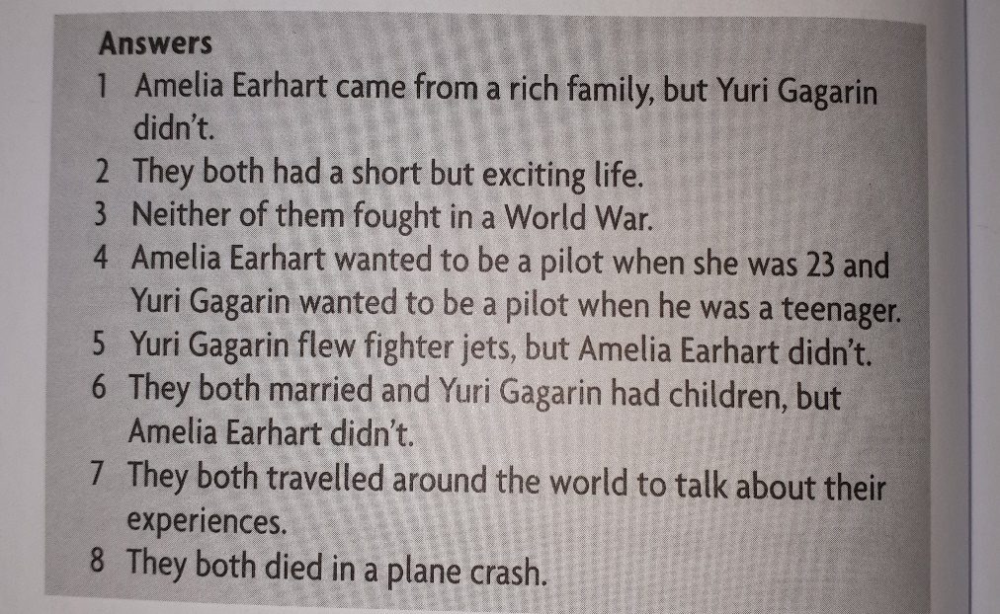 Answers
1 Amelia Earhart came from a rich family, but Yuri Gagarin
didn't.
2 They both had a short but exciting life.
3 Neither of them fought in a World War.
4 Amelia Earhart wanted to be a pilot when she was 23 and
Yuri Gagarin wanted to be a pilot when he was a teenager.
5 Yuri Gagarin flew fighter jets, but Amelia Earhart didn't.
6 They both married and Yuri Gagarin had children, but
Amelia Earhart didn't.
7 They both travelled around the world to talk about their
experiences.
8 They both died in a plane crash.